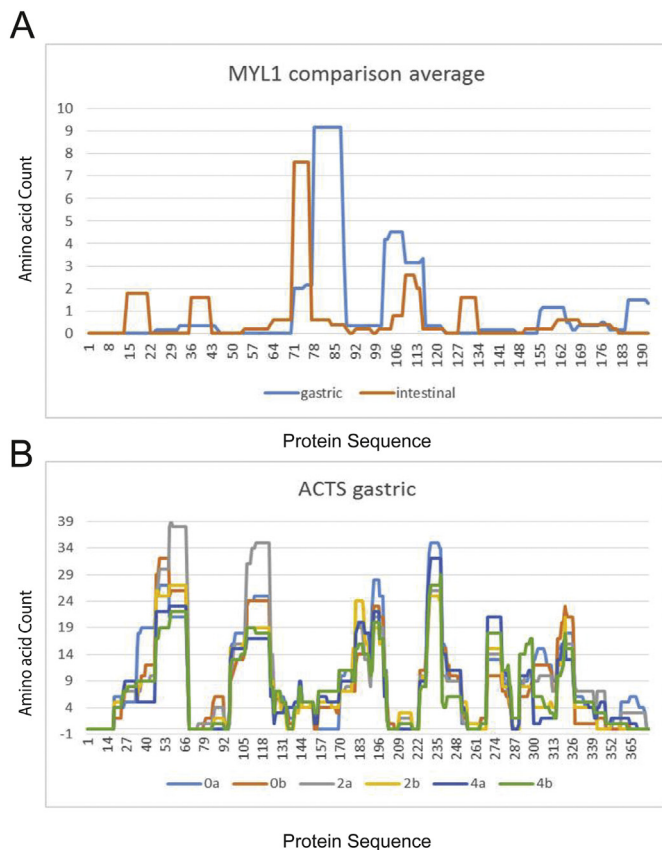 A
MYL1 comparison average
Amino acid Count
10
9
8
7
6
5
4
3
2
1
0
1 8 15 22 29 36 43 50 57 64 71 78 85 92 99 106 113 120 127 134 141 148 155 162 169 176 183 190
gastric intestinal
Protein Sequence
B
ACTS gastric
Amino acid Count
39
34
29
24
19
14
9
4
-1
1 14 27 40 53 66 79 92 105 118 131 144 157 170 183 196 209 222 235 248 261 274 287 300 313 326 339 352 365
0a 0b 2a 2b 4a 4b
Protein Sequence